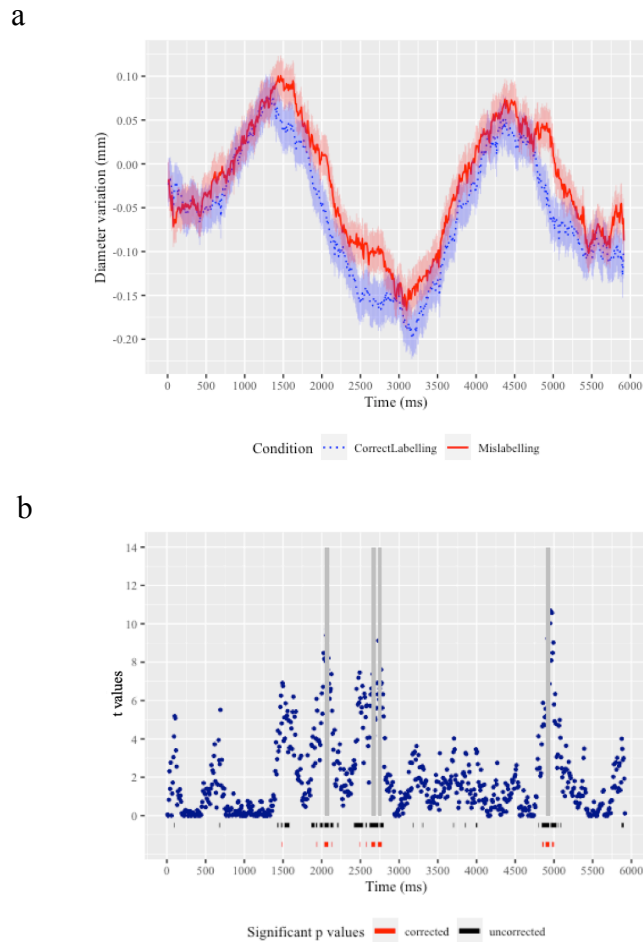 a
0.10
0.05
0.00
-0.05
-0.10
-0.15
-0.20
Diameter variation (mm)
0 500 1000 1500 2000 2500 3000 3500 4000 4500 5000 5500 6000
Time (ms)
Condition CorrectLabelling Mislabelling
b
14
12
10
8
6
4
2
0
t values
0 500 1000 1500 2000 2500 3000 3500 4000 4500 5000 5500 6000
Time (ms)
Significant p values corrected uncorrected